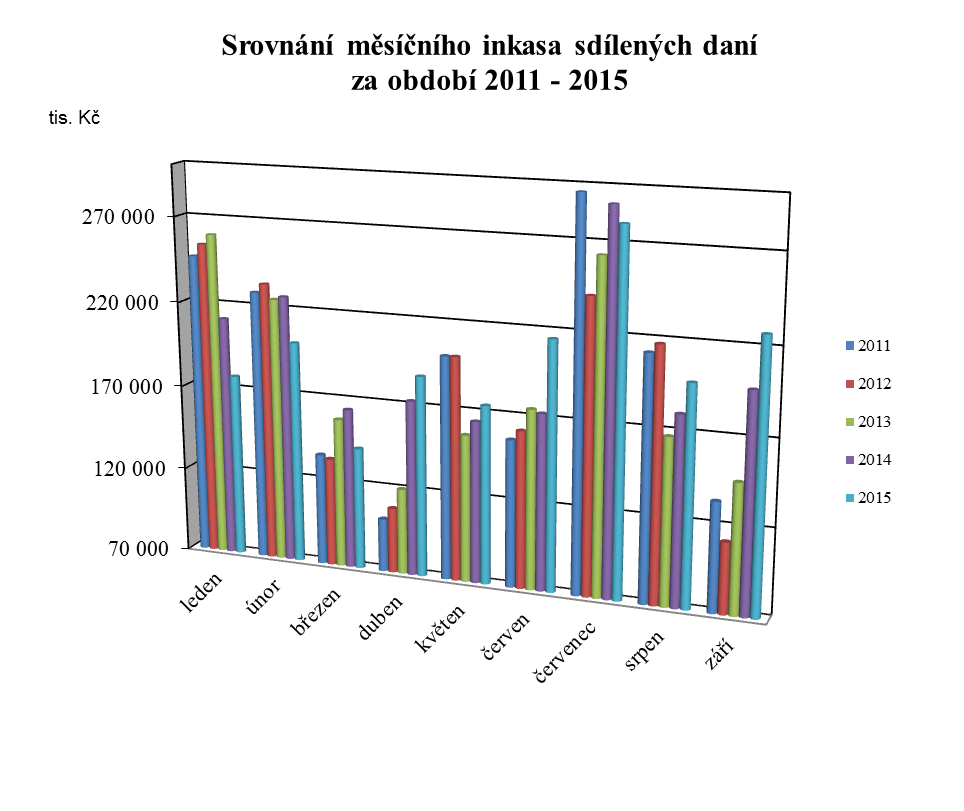 Srovnání měsíčního inkasa sdílených daní
za období 2011 - 2015
tis. Kč
270 000
220 000
170 000
120 000
70 000
leden
únor
březen
duben
květen
červen
červenec
srpen
září
2011
2012
2013
2014
2015